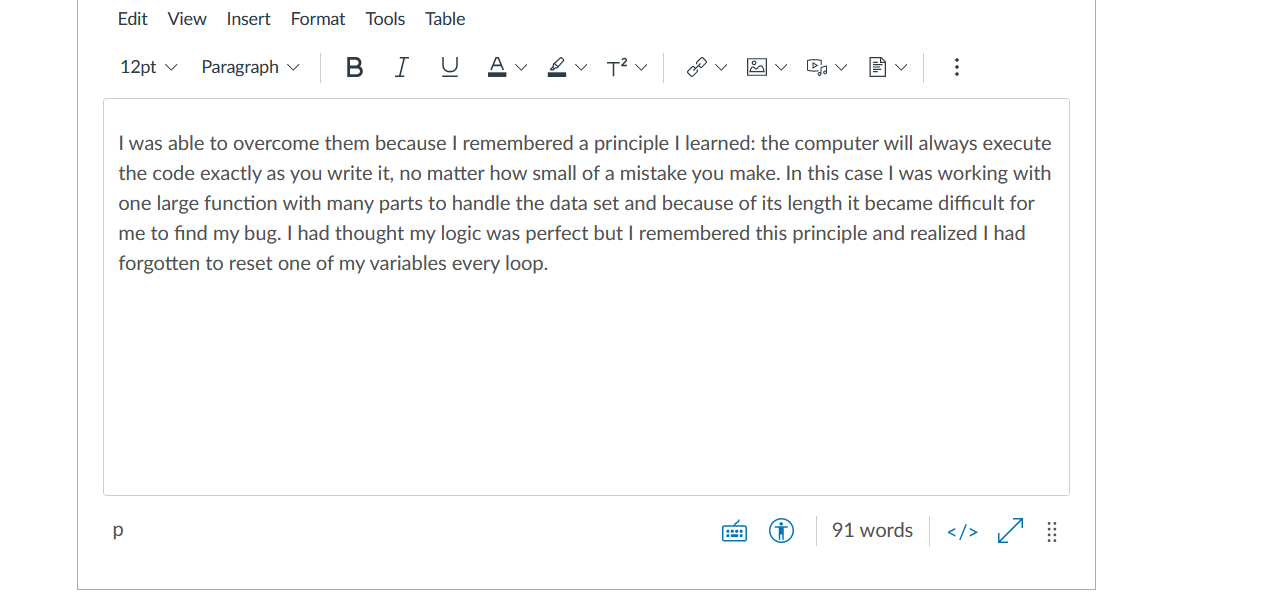 Edit View Insert Format Tools Table
12pt Paragraph B I U A T²
I was able to overcome them because I remembered a principle I learned: the computer will always execute
the code exactly as you write it, no matter how small of a mistake you make. In this case I was working with
one large function with many parts to handle the data set and because of its length it became difficult for
me to find my bug. I had thought my logic was perfect but I remembered this principle and realized I had
forgotten to reset one of my variables every loop.
p 91 words </>